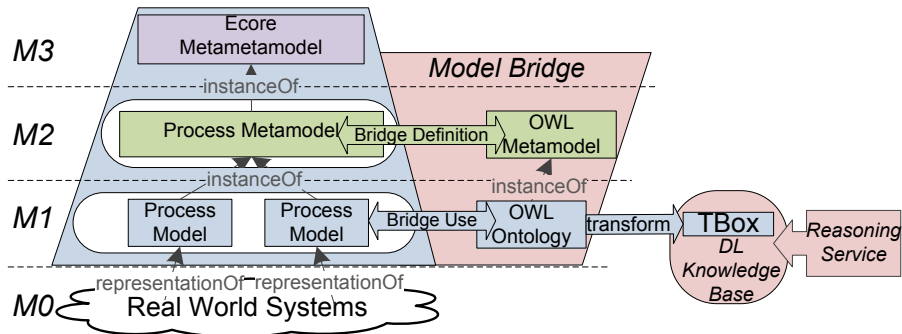 M3
Ecore
Metametamodel
Model Bridge
instanceOf
M2
Process Metamodel
Bridge Definition
OWL
Metamodel
instanceOf
instanceOf
M1
Process
Model
Process
Model
Bridge Use
OWL
Ontology
transform
TBox
DL
Knowledge
Base
Reasoning
Service
representationOf
representationOf
M0
Real World Systems